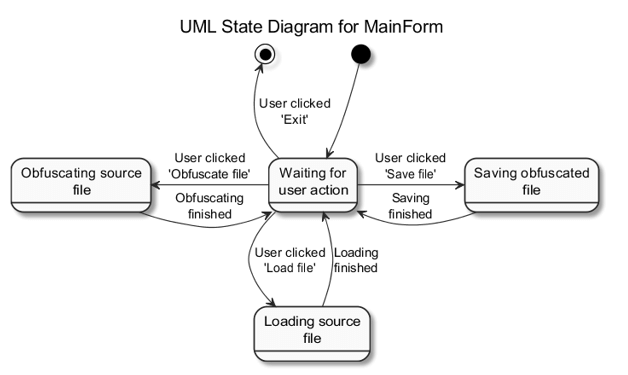 UML State Diagram for MainForm
User clicked
'Exit'
Obfuscating source
file
User clicked
'Obfuscate file'
Obfuscating
finished
Waiting for
user action
User clicked
'Save file'
Saving
finished
Saving obfuscated
file
User clicked
'Load file'
Loading
finished
Loading source
file